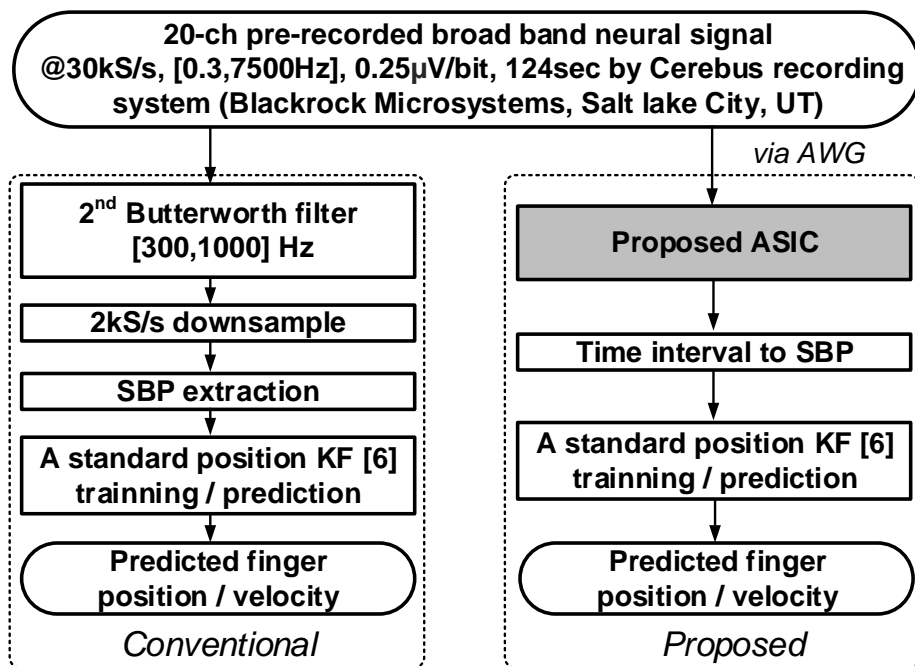 20-ch pre-recorded broad band neural signal
@30kS/s, [0.3,7500Hz], 0.25µV/bit, 124sec by Cerebus recording
system (Blackrock Microsystems, Salt lake City, UT)
via AWG
2nd Butterworth filter
[300,1000] Hz
2kS/s downsample
SBP extraction
A standard position KF [6]
trainning / prediction
Predicted finger
position / velocity
Conventional
Proposed ASIC
Time interval to SBP
A standard position KF [6]
trainning / prediction
Predicted finger
position / velocity
Proposed